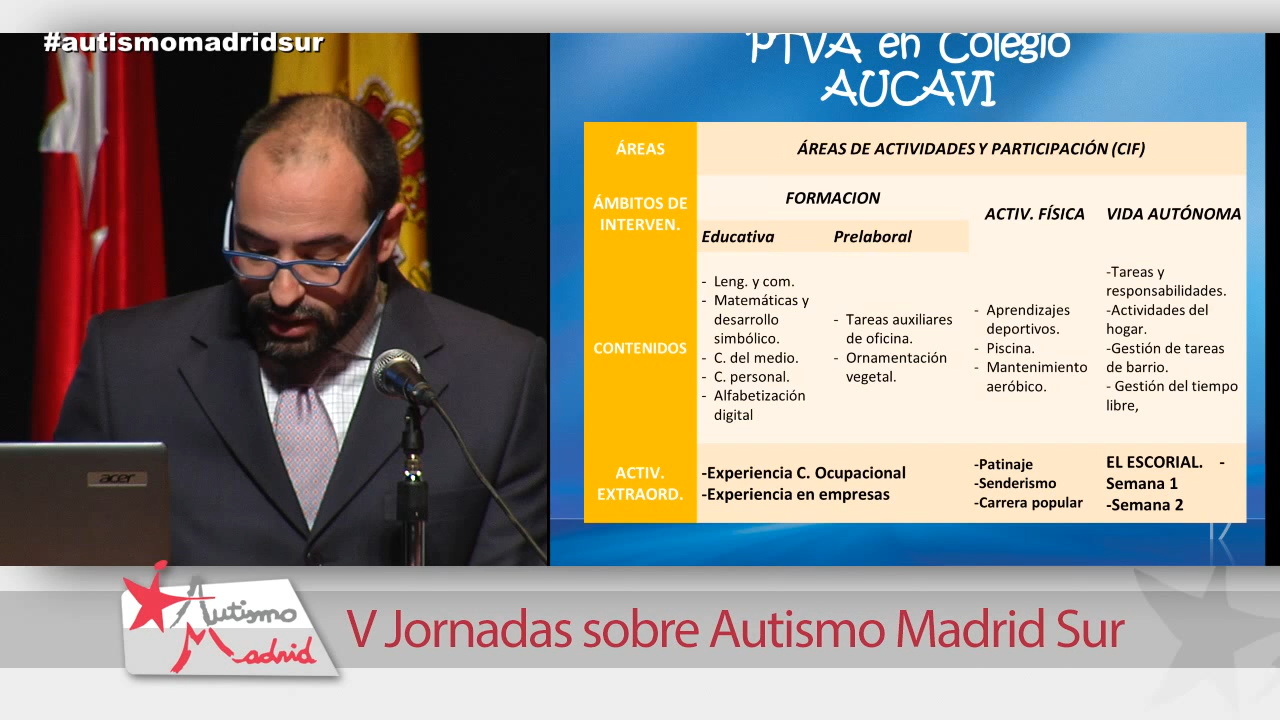 #autismomadridsur
PTVA en Colegio
AUCAVI
ÁREAS
ÁREAS DE ACTIVIDADES Y PARTICIPACIÓN (CIF)
ÁMBITOS DE
INTERVEN.
FORMACION
ACTIV. FÍSICA
VIDA AUTÓNOMA
Educativa
Prelaboral
CONTENIDOS
- Leng. y com.
- Matemáticas y
desarrollo
simbólico.
- C. del medio.
- C. personal.
- Alfabetización
digital
- Tareas auxiliares
de oficina.
- Ornamentación
vegetal.
- Aprendizajes
deportivos.
- Piscina.
- Mantenimiento
aeróbico.
-Tareas y
responsabilidades.
-Actividades del
hogar.
-Gestión de tareas
de barrio.
- Gestión del tiempo
libre,
ACTIV.
EXTRAORD.
-Experiencia C. Ocupacional
-Experiencia en empresas
-Patinaje
-Senderismo
-Carrera popular
EL ESCORIAL. -
Semana 1
-Semana 2
17
acer
Autismo
Madrid
V Jornadas sobre Autismo Madrid Sur